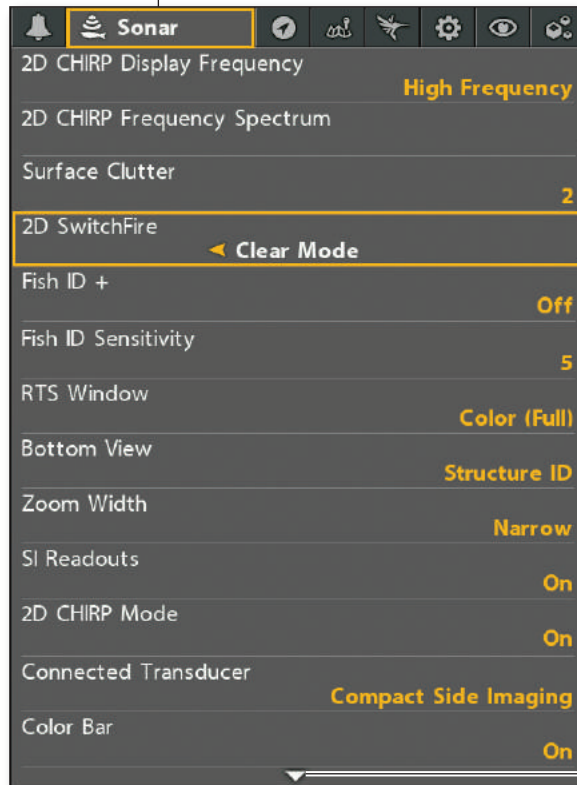 Sonar
2D CHIRP Display Frequency
High Frequency
2D CHIRP Frequency Spectrum
Surface Clutter
2
2D SwitchFire
Clear Mode
Fish ID +
Off
Fish ID Sensitivity
5
RTS Window
Color (Full)
Bottom View
Structure ID
Zoom Width
Narrow
SI Readouts
On
2D CHIRP Mode
On
Connected Transducer
Compact Side Imaging
Color Bar
On